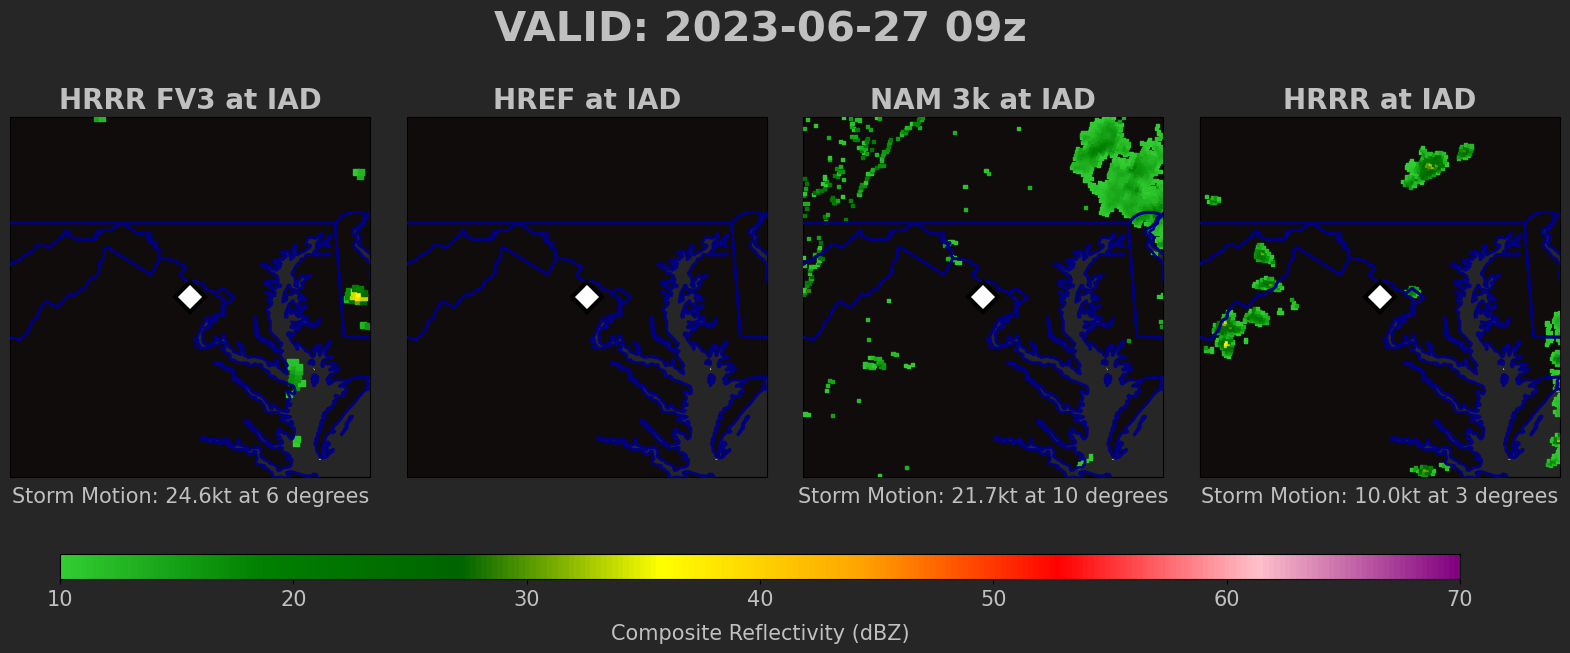 VALID: 2023-06-27 09z
HRRR FV3 at IAD
HREF at IAD
NAM 3k at IAD
HRRR at IAD
Storm Motion: 24.6kt at 6 degrees
Storm Motion: 21.7kt at 10 degrees
Storm Motion: 10.0kt at 3 degrees
10 20 30 40 50 60 70
Composite Reflectivity (dBZ)